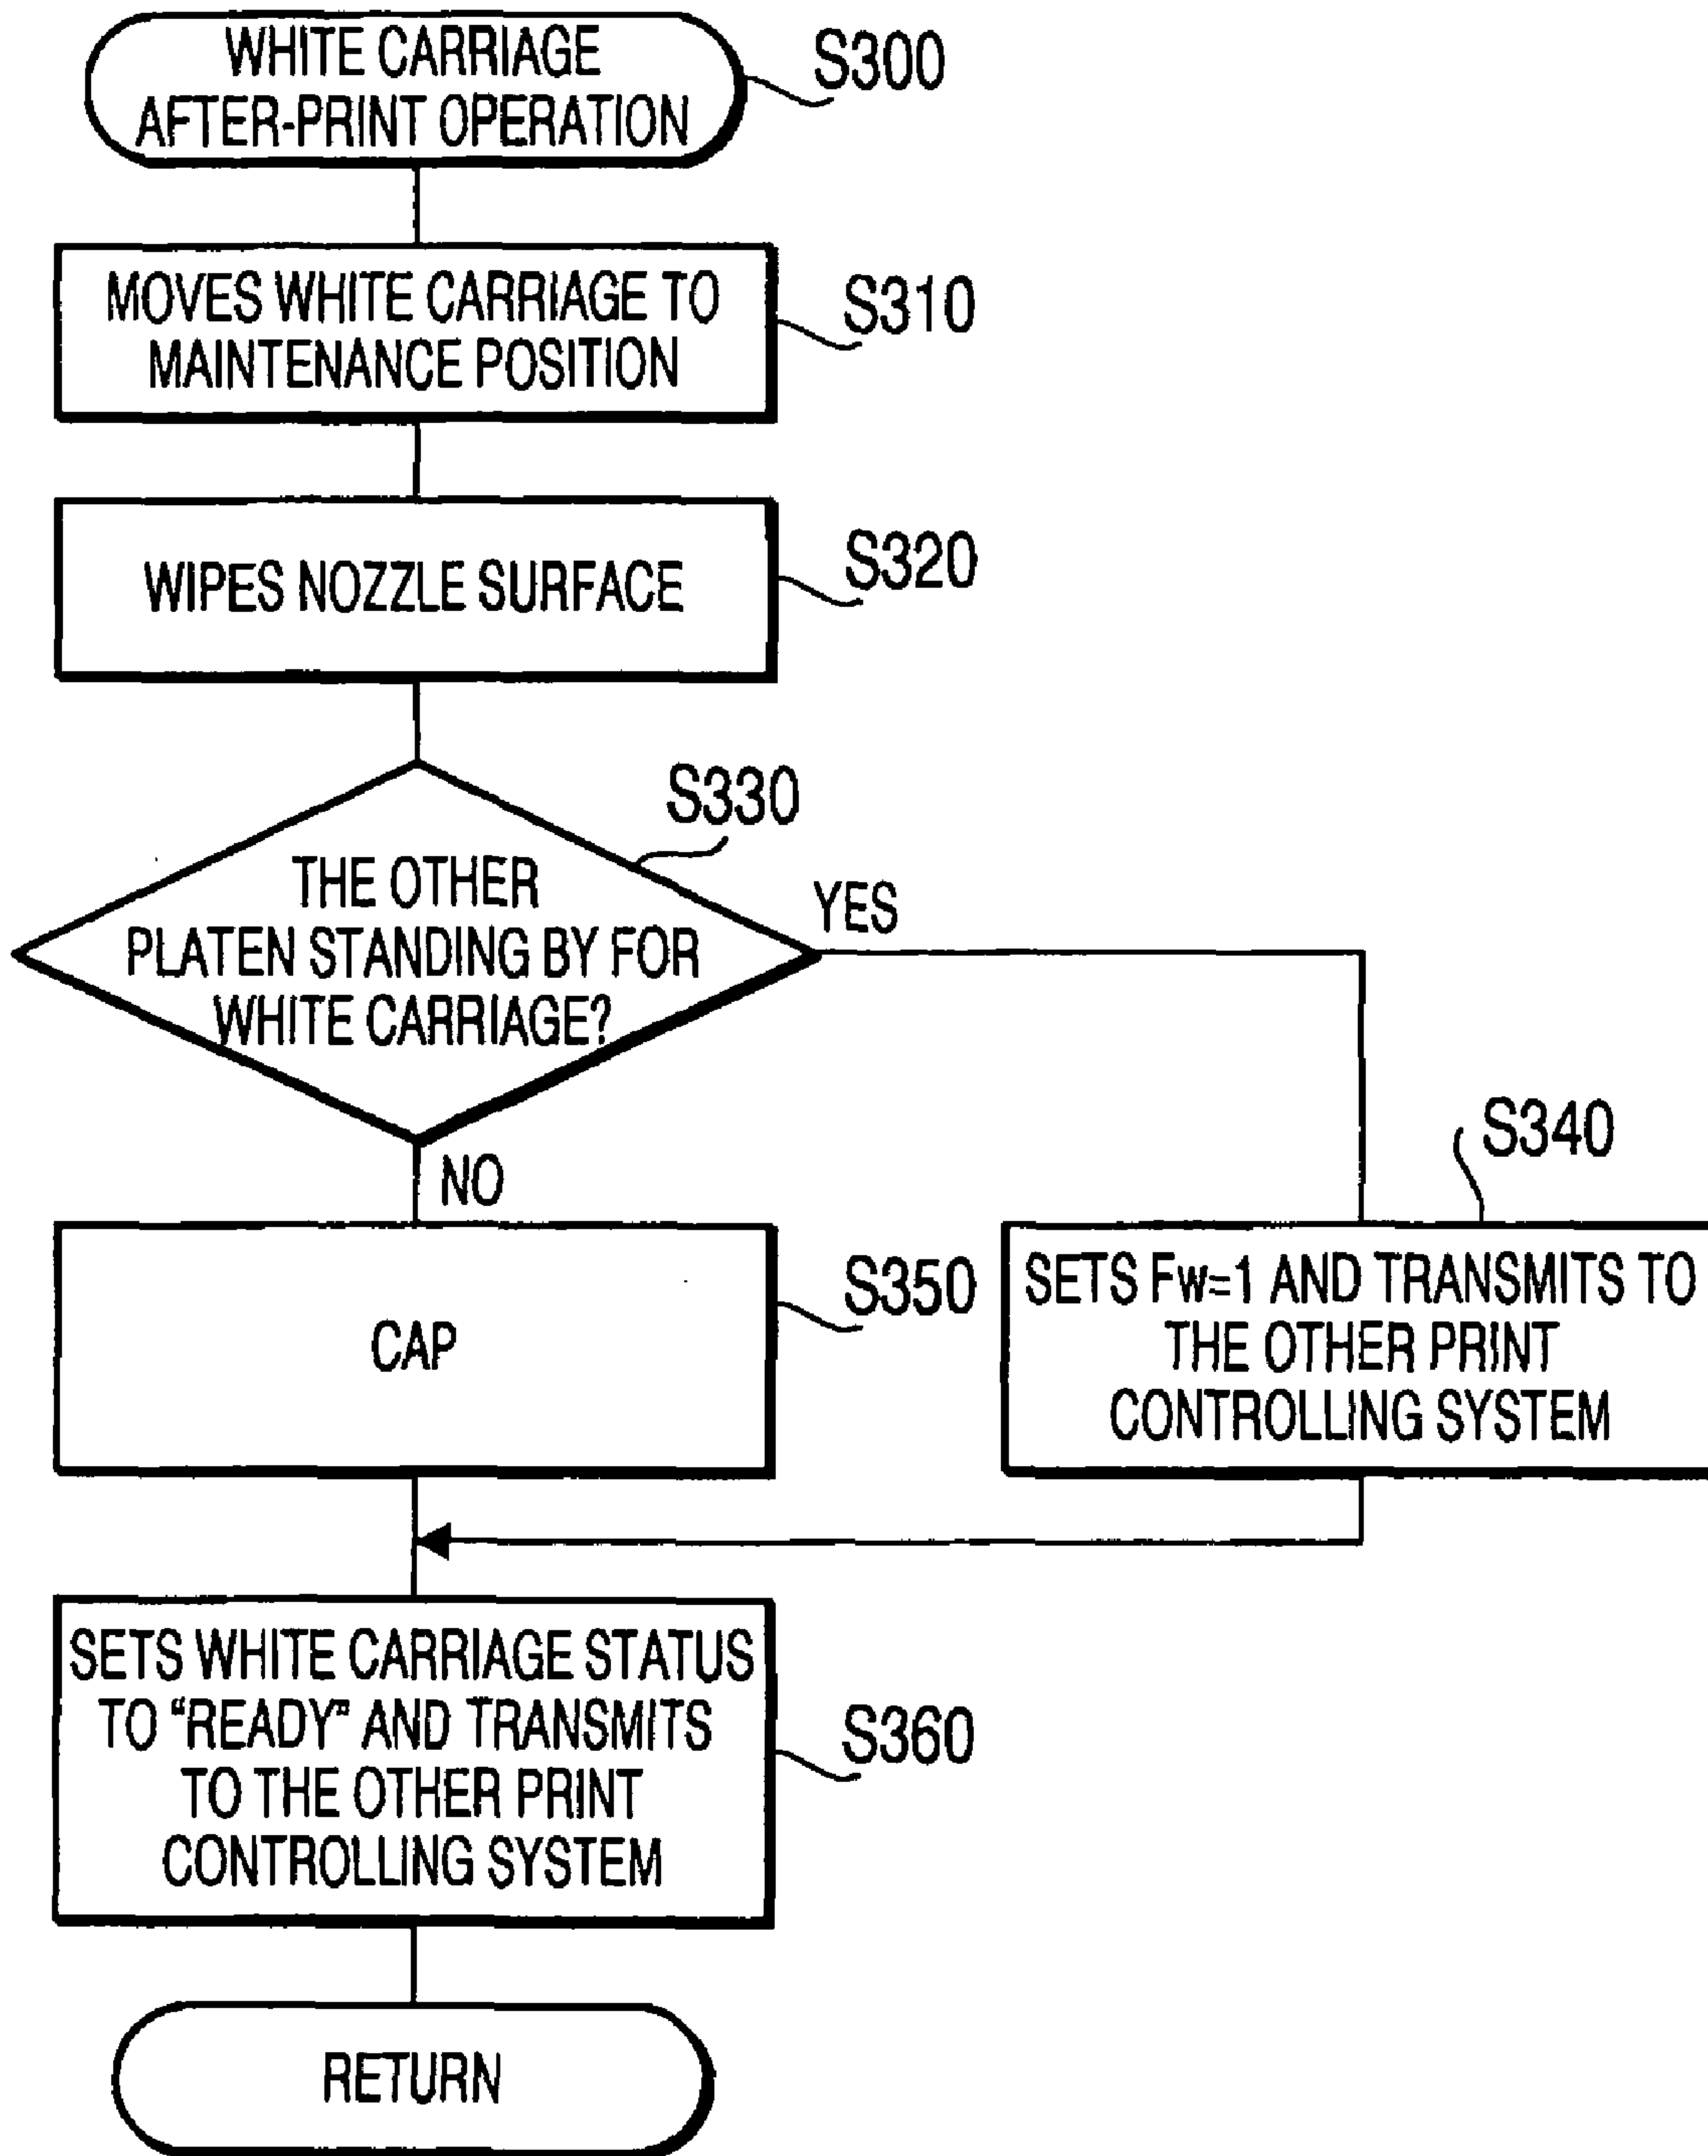 WHITE CARRIAGE
AFTER-PRINT OPERATION
S300
MOVES WHITE CARRIAGE TO
MAINTENANCE POSITION
S310
WIPES NOZZLE SURFACE
S320
S330
THE OTHER
PLATEN STANDING BY FOR
WHITE CARRIAGE?
YES
NO
S340
SETS Fw=1 AND TRANSMITS TO
THE OTHER PRINT
CONTROLLING SYSTEM
CAP
S350
SETS WHITE CARRIAGE STATUS
TO "READY" AND TRANSMITS
TO THE OTHER PRINT
CONTROLLING SYSTEM
S360
RETURN